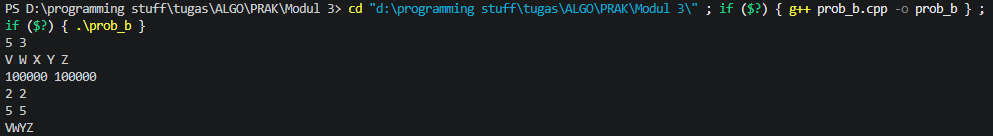 PS D:\programming stuff\tugas\ALGO\PRAK\Modul 3> cd "d:\programming stuff\tugas\ALGO\PRAK\Modul 3\" ; if ($?) { g++ prob_b.cpp -o prob_b } ;
if ($?) { .\prob_b }
5 3
V W X Y Z
100000 100000
2 2
5 5
VWYZ